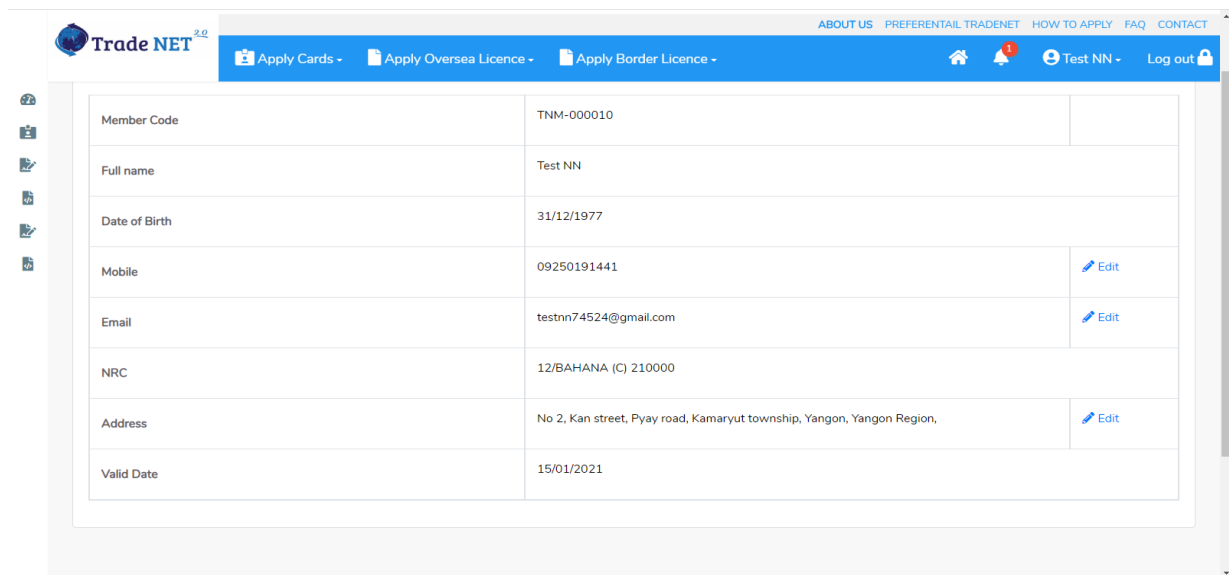 ABOUT US PREFERENTAIL TRADENET HOW TO APPLY FAQ CONTACT
Trade NET 2.0
Apply Cards Apply Oversea Licence Apply Border Licence 1 Test NN Log out
Member Code TNM-000010
Full name Test NN
Date of Birth 31/12/1977
Mobile 09250191441 Edit
Email testnn74524@gmail.com Edit
NRC 12/BAHANA (C) 210000
Address No 2, Kan street, Pyay road, Kamaryut township, Yangon, Yangon Region, Edit
Valid Date 15/01/2021